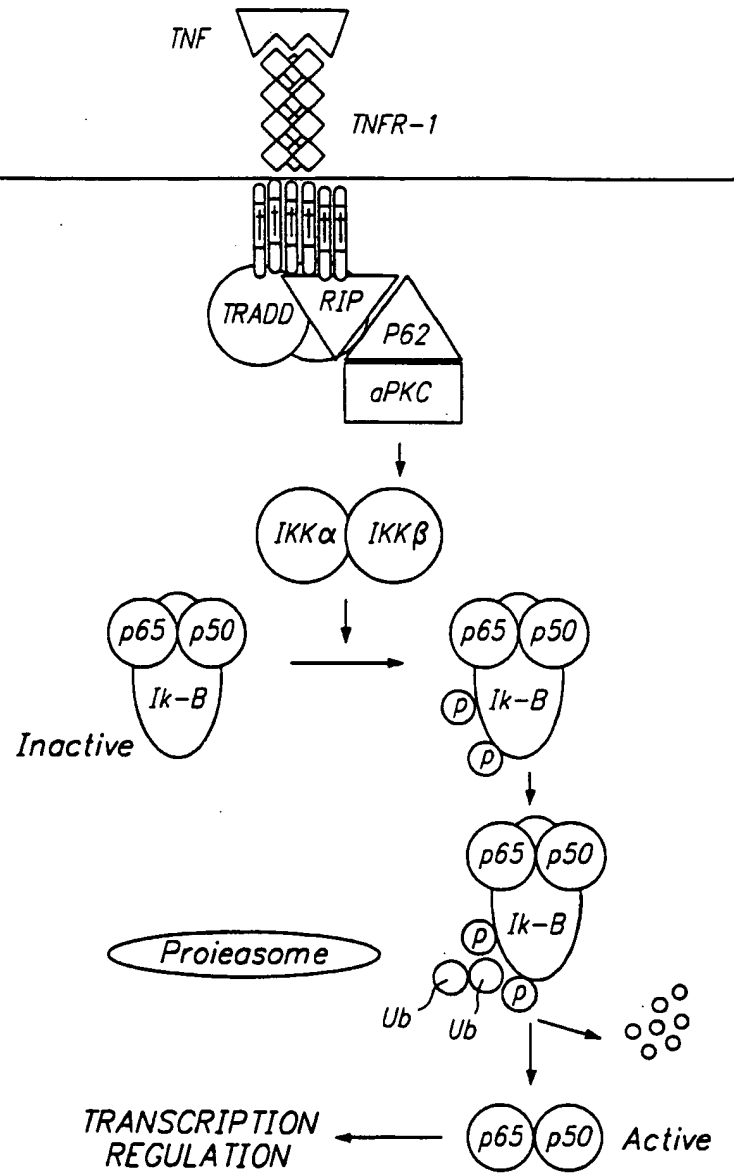 TNF
TNFR-1
TRADD
RIP
P62
aPKC
IKKα
IKKβ
p65
p50
Ik-B
Inactive
p65
p50
Ik-B
P
P
p65
p50
Ik-B
P
P
Proieasome
Ub
Ub
TRANSCRIPTION
REGULATION
p65
p50
Active